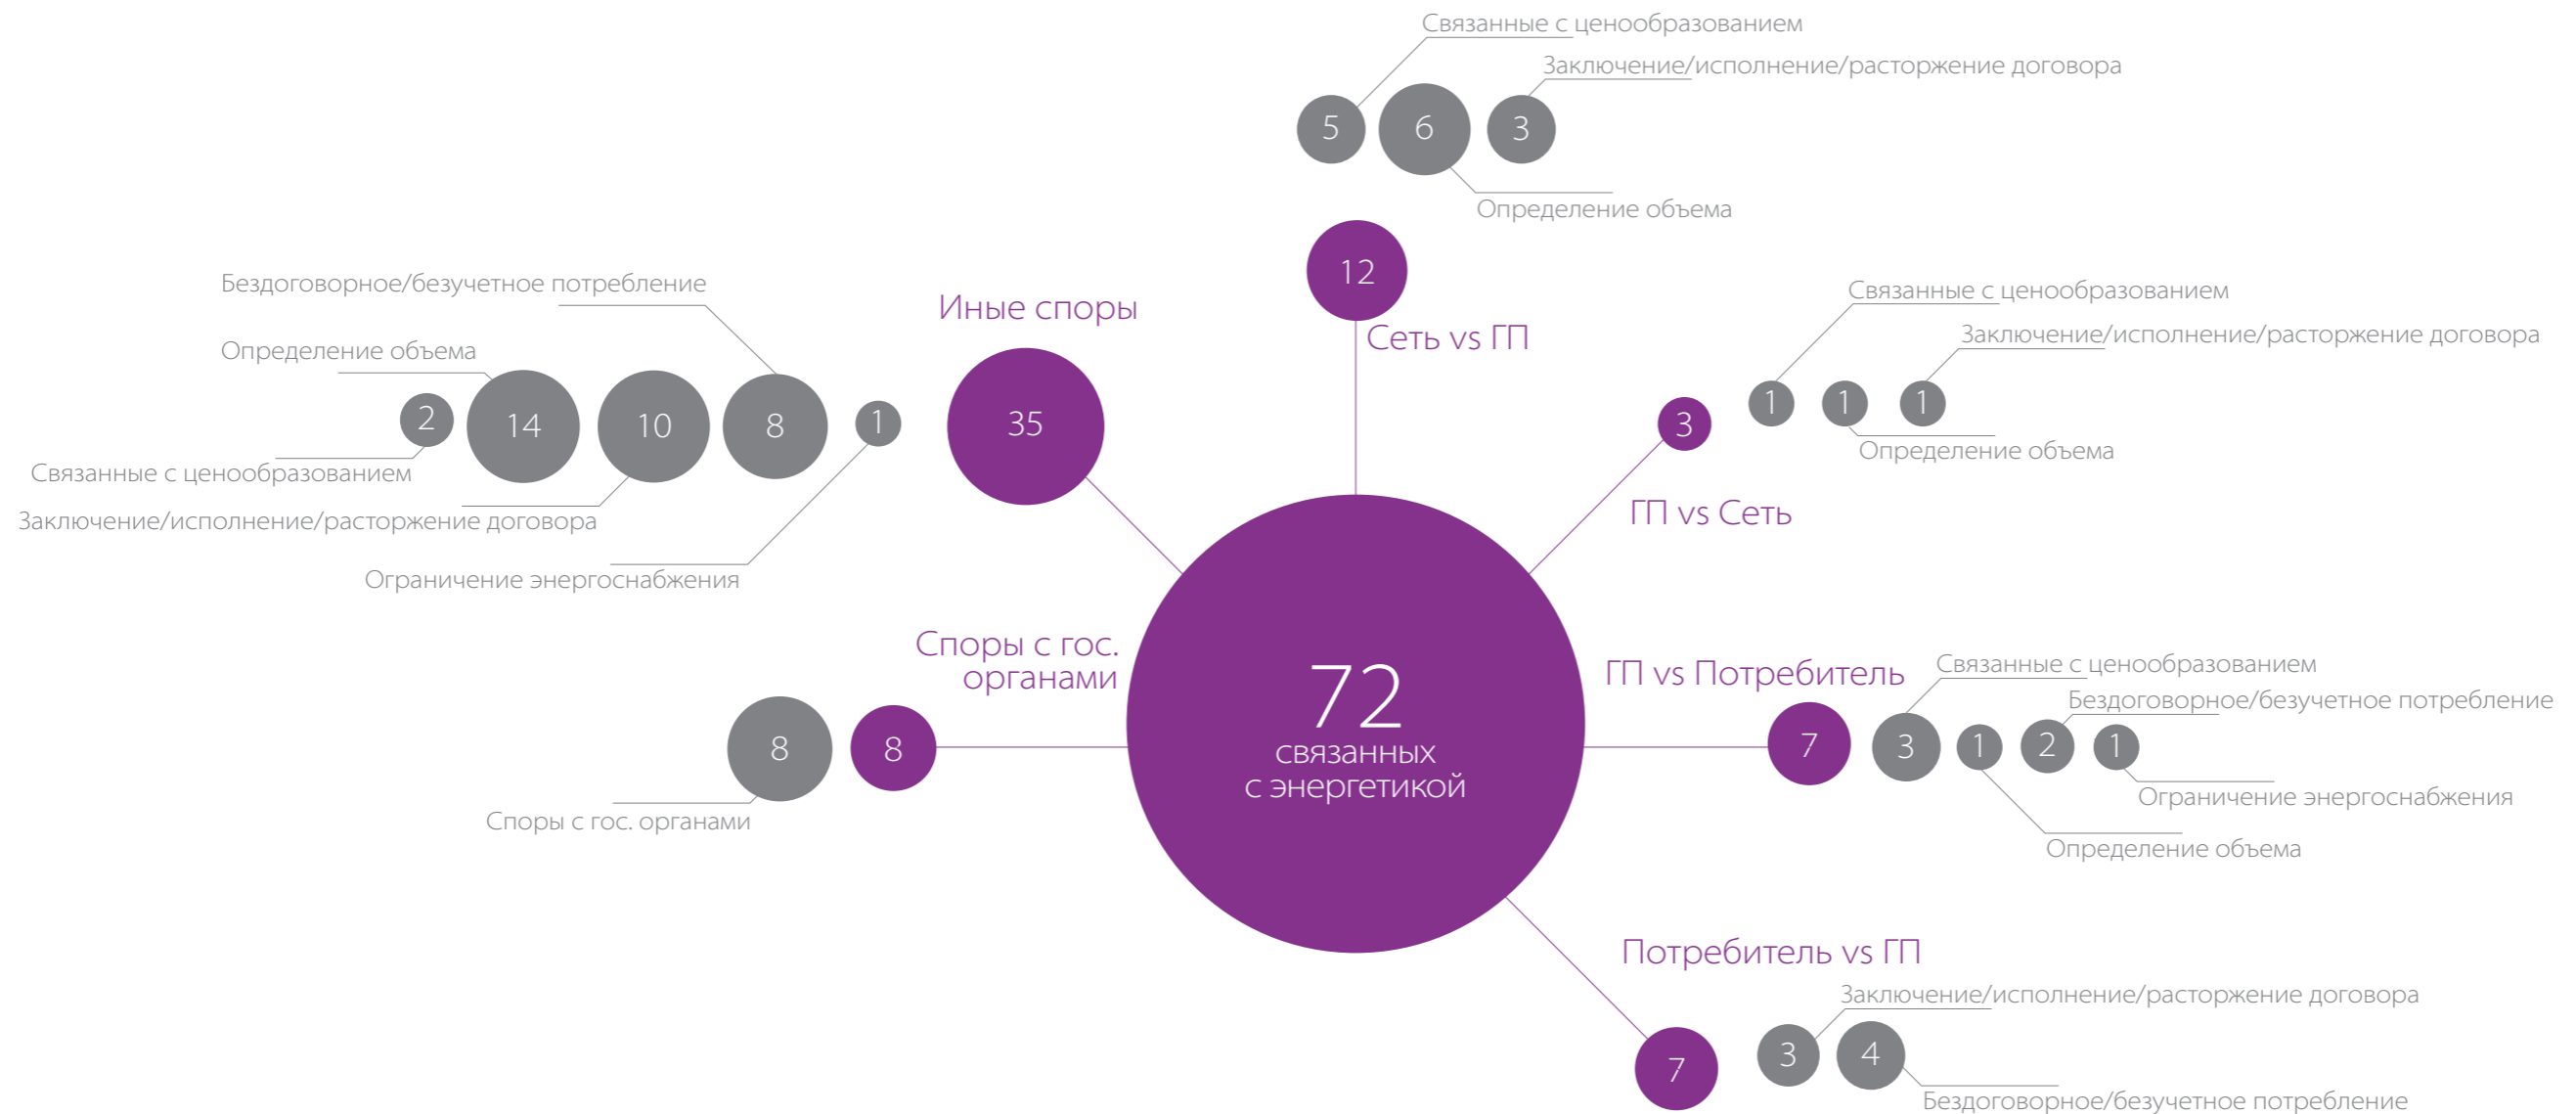 Связанные с ценообразованием
Заключение/исполнение/расторжение договора
5
6
3
Определение объема
12
Сеть vs ГП
Бездоговорное/безучетное потребление
Иные споры
Определение объема
2
14
10
8
1
35
Связанные с ценообразованием
Заключение/исполнение/расторжение договора
Ограничение энергоснабжения
Связанные с ценообразованием
Заключение/исполнение/расторжение договора
3
1
1
1
Определение объема
ГП vs Сеть
Споры с гос.
органами
8
8
Споры с гос. органами
72
связанных
с энергетикой
ГП vs Потребитель
Связанные с ценообразованием
Бездоговорное/безучетное потребление
7
3
1
2
1
Ограничение энергоснабжения
Определение объема
Потребитель vs ГП
Заключение/исполнение/расторжение договора
7
3
4
Бездоговорное/безучетное потребление